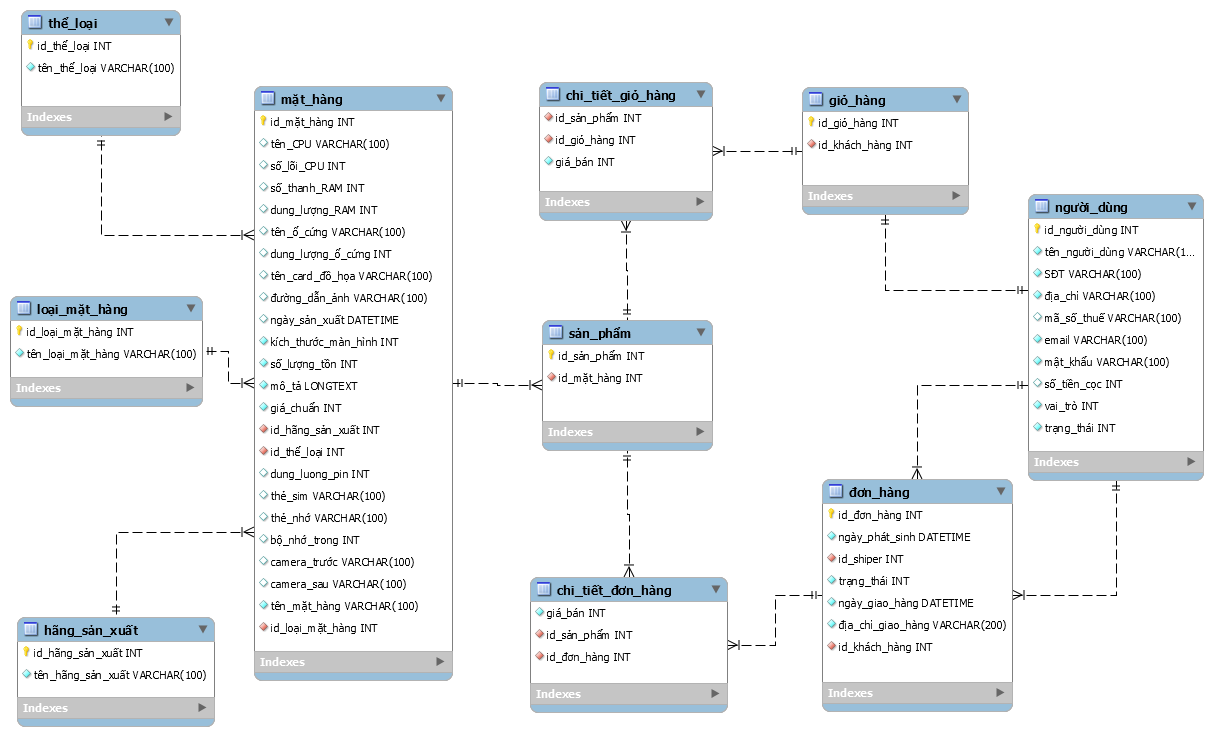 thể_loại
id_thể_loại INT
tên_thể_loại VARCHAR(100)
Indexes
mặt_hàng
id_mặt_hàng INT
tên_CPU VARCHAR(100)
số_lõi_CPU INT
số_thanh_RAM INT
dung_lượng_RAM INT
tên_ổ_cứng VARCHAR(100)
dung_lượng_ổ_cứng INT
tên_card_đồ_họa VARCHAR(100)
đường_dẫn_ảnh VARCHAR(100)
ngày_sản_xuất DATETIME
kích_thước_màn_hình INT
số_lượng_tồn INT
mô_tả LONGTEXT
giá_chuẩn INT
id_hãng_sản_xuất INT
id_thể_loại INT
dung_luong_pin INT
thẻ_sim VARCHAR(100)
thẻ_nhớ VARCHAR(100)
bộ_nhớ_trong INT
camera_trước VARCHAR(100)
camera_sau VARCHAR(100)
tên_mặt_hàng VARCHAR(100)
id_loại_mặt_hàng INT
Indexes
loại_mặt_hàng
id_loại_mặt_hàng INT
tên_loại_mặt_hàng VARCHAR(100)
Indexes
hãng_sản_xuất
id_hãng_sản_xuất INT
tên_hãng_sản_xuất VARCHAR(100)
Indexes
chi_tiết_giỏ_hàng
id_sản_phẩm INT
id_giỏ_hàng INT
giá_bán INT
Indexes
giỏ_hàng
id_giỏ_hàng INT
id_khách_hàng INT
Indexes
sản_phẩm
id_sản_phẩm INT
id_mặt_hàng INT
Indexes
người_dùng
id_người_dùng INT
tên_người_dùng VARCHAR(1...
SĐT VARCHAR(100)
địa_chỉ VARCHAR(100)
mã_số_thuế VARCHAR(100)
email VARCHAR(100)
mật_khẩu VARCHAR(100)
số_tiền_cọc INT
vai_trò INT
trạng_thái INT
Indexes
chi_tiết_đơn_hàng
giá_bán INT
id_sản_phẩm INT
id_đơn_hàng INT
Indexes
đơn_hàng
id_đơn_hàng INT
ngày_phát_sinh DATETIME
id_shiper INT
trạng_thái INT
ngày_giao_hàng DATETIME
địa_chỉ_giao_hàng VARCHAR(200)
id_khách_hàng INT
Indexes